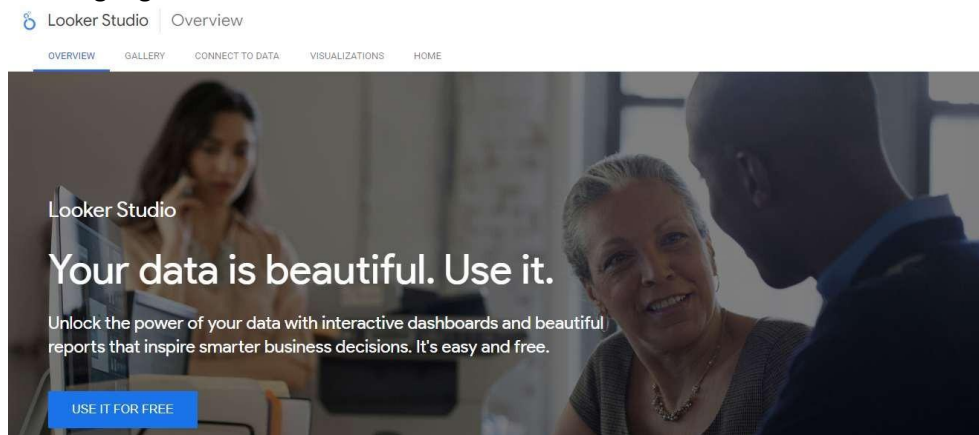 Looker Studio Overview
OVERVIEW GALLERY CONNECT TO DATA VISUALIZATIONS HOME
Looker Studio
Your data is beautiful. Use it.
Unlock the power of your data with interactive dashboards and beautiful
reports that inspire smarter business decisions. It's easy and free.
USE IT FOR FREE